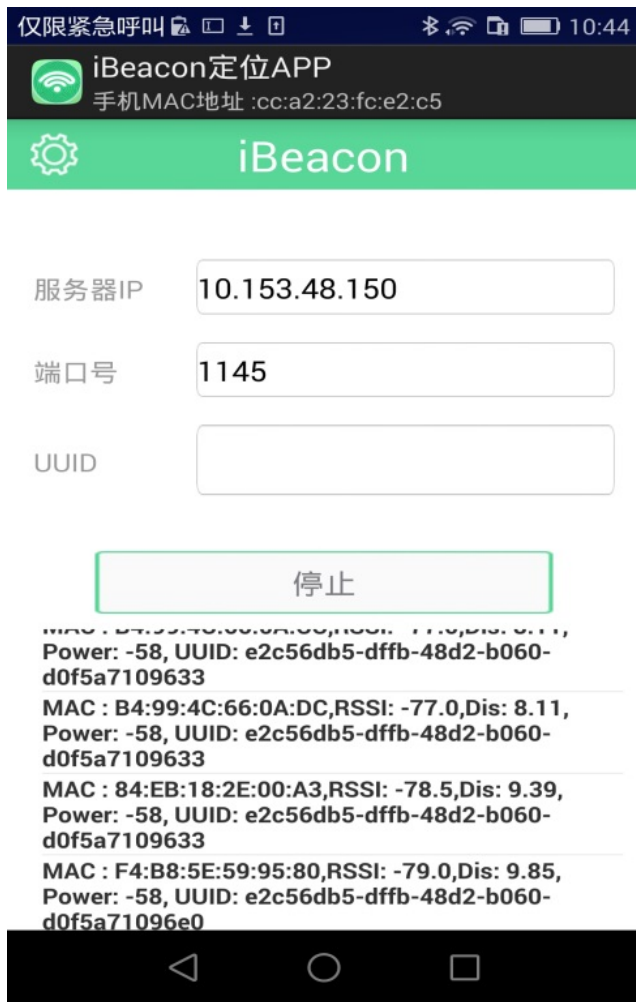 仅限紧急呼叫 10:44
iBeacon定位APP
手机MAC地址 :cc:a2:23:fc:e2:c5
iBeacon
服务器IP 10.153.48.150
端口号 1145
UUID
停止
Power: -58, UUID: e2c56db5-dffb-48d2-b060-
d0f5a7109633
MAC : B4:99:4C:66:0A:DC,RSSI: -77.0,Dis: 8.11,
Power: -58, UUID: e2c56db5-dffb-48d2-b060-
d0f5a7109633
MAC : 84:EB:18:2E:00:A3,RSSI: -78.5,Dis: 9.39,
Power: -58, UUID: e2c56db5-dffb-48d2-b060-
d0f5a7109633
MAC : F4:B8:5E:59:95:80,RSSI: -79.0,Dis: 9.85,
Power: -58, UUID: e2c56db5-dffb-48d2-b060-
d0f5a71096e0